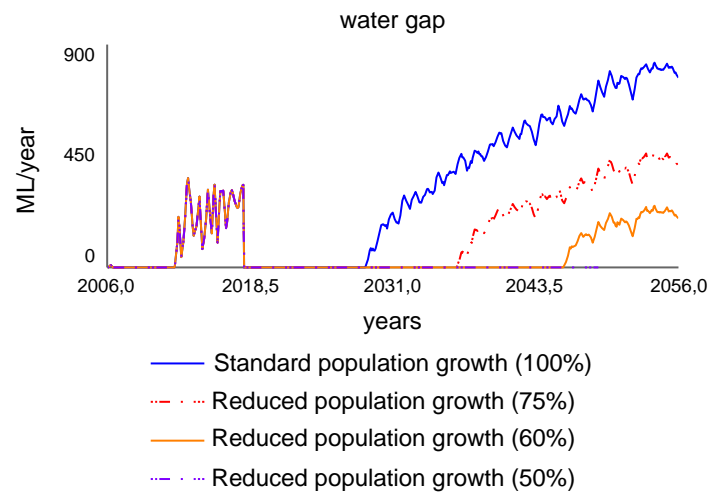 water gap
900
450
0
ML/year
2006,0 2018,5 2031,0 2043,5 2056,0
years
Standard population growth (100%)
Reduced population growth (75%)
Reduced population growth (60%)
Reduced population growth (50%)